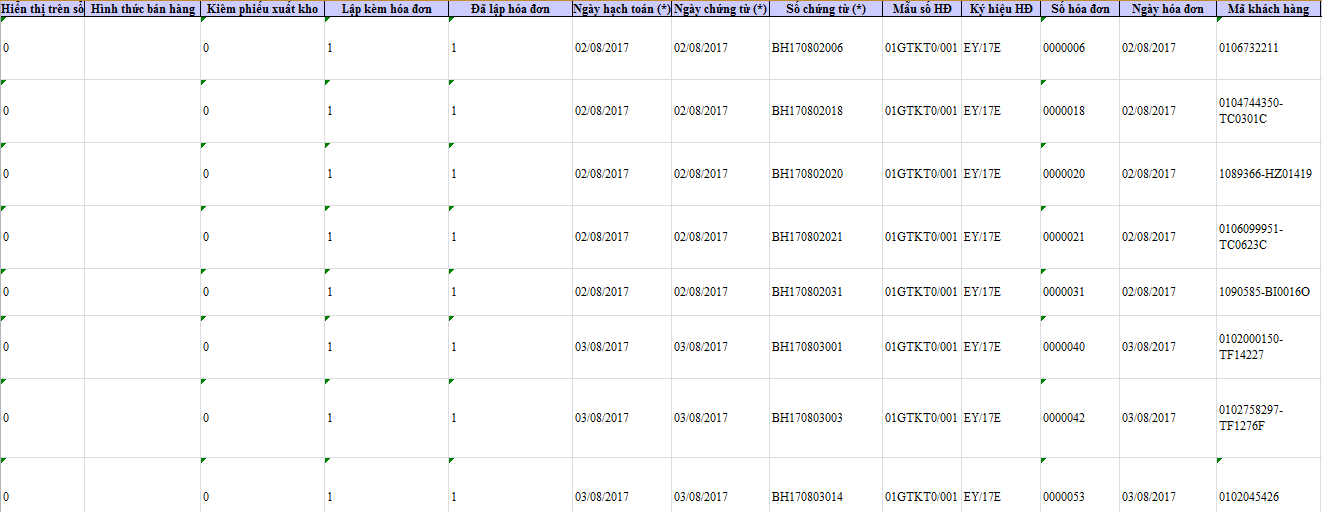 Hiển thị trên sổ Hình thức bán hàng Kiêm phiếu xuất kho Lập kèm hóa đơn Đã lập hóa đơn Ngày hạch toán (*) Ngày chứng từ (*) Số chứng từ (*) Mẫu số HĐ Ký hiệu HĐ Số hóa đơn Ngày hóa đơn Mã khách hàng
0 0 1 1 02/08/2017 02/08/2017 BH170802006 01GTKT0/001 EY/17E 0000006 02/08/2017 0106732211
0 0 1 1 02/08/2017 02/08/2017 BH170802018 01GTKT0/001 EY/17E 0000018 02/08/2017 0104744350-
TC0301C
0 0 1 1 02/08/2017 02/08/2017 BH170802020 01GTKT0/001 EY/17E 0000020 02/08/2017 1089366-HZ01419
0 0 1 1 02/08/2017 02/08/2017 BH170802021 01GTKT0/001 EY/17E 0000021 02/08/2017 0106099951-
TC0623C
0 0 1 1 02/08/2017 02/08/2017 BH170802031 01GTKT0/001 EY/17E 0000031 02/08/2017 1090585-BI0016O
0 0 1 1 03/08/2017 03/08/2017 BH170803001 01GTKT0/001 EY/17E 0000040 03/08/2017 0102000150-
TF14227
0 0 1 1 03/08/2017 03/08/2017 BH170803003 01GTKT0/001 EY/17E 0000042 03/08/2017 0102758297-
TF1276F
0 0 1 1 03/08/2017 03/08/2017 BH170803014 01GTKT0/001 EY/17E 0000053 03/08/2017 0102045426